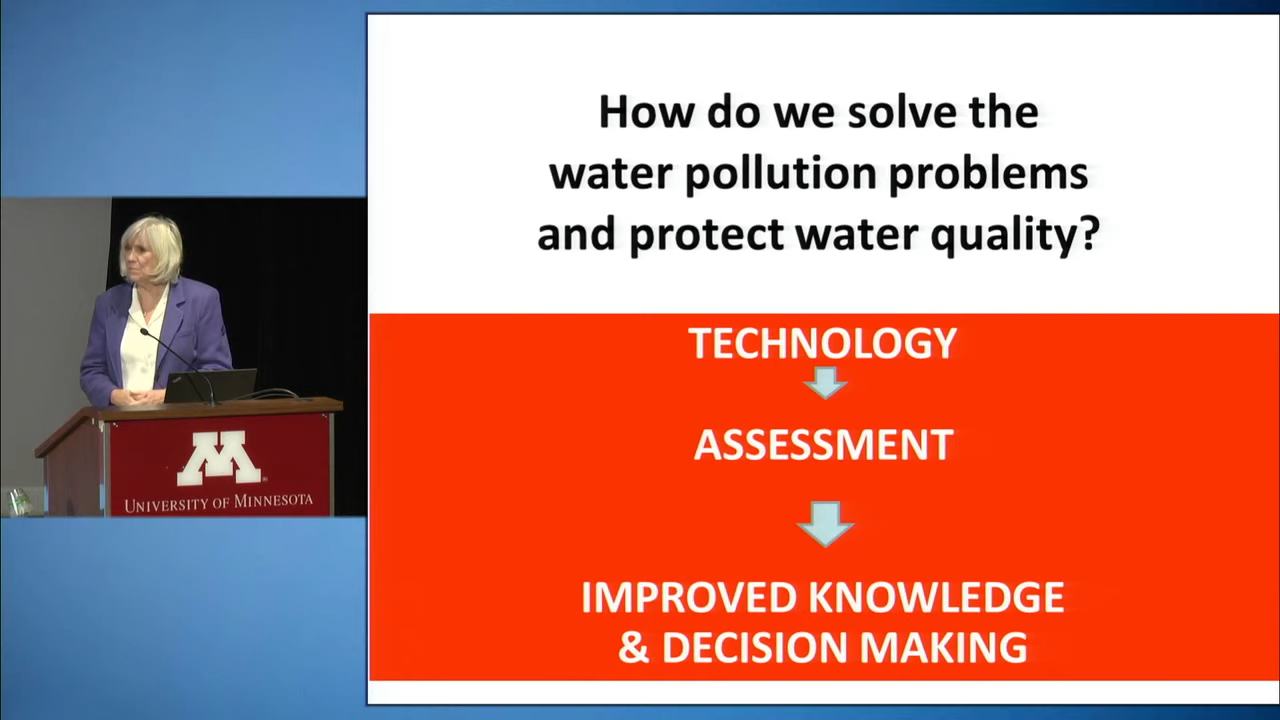 How do we solve the
water pollution problems
and protect water quality?
TECHNOLOGY
ASSESSMENT
IMPROVED KNOWLEDGE
& DECISION MAKING
M
UNIVERSITY OF MINNESOTA